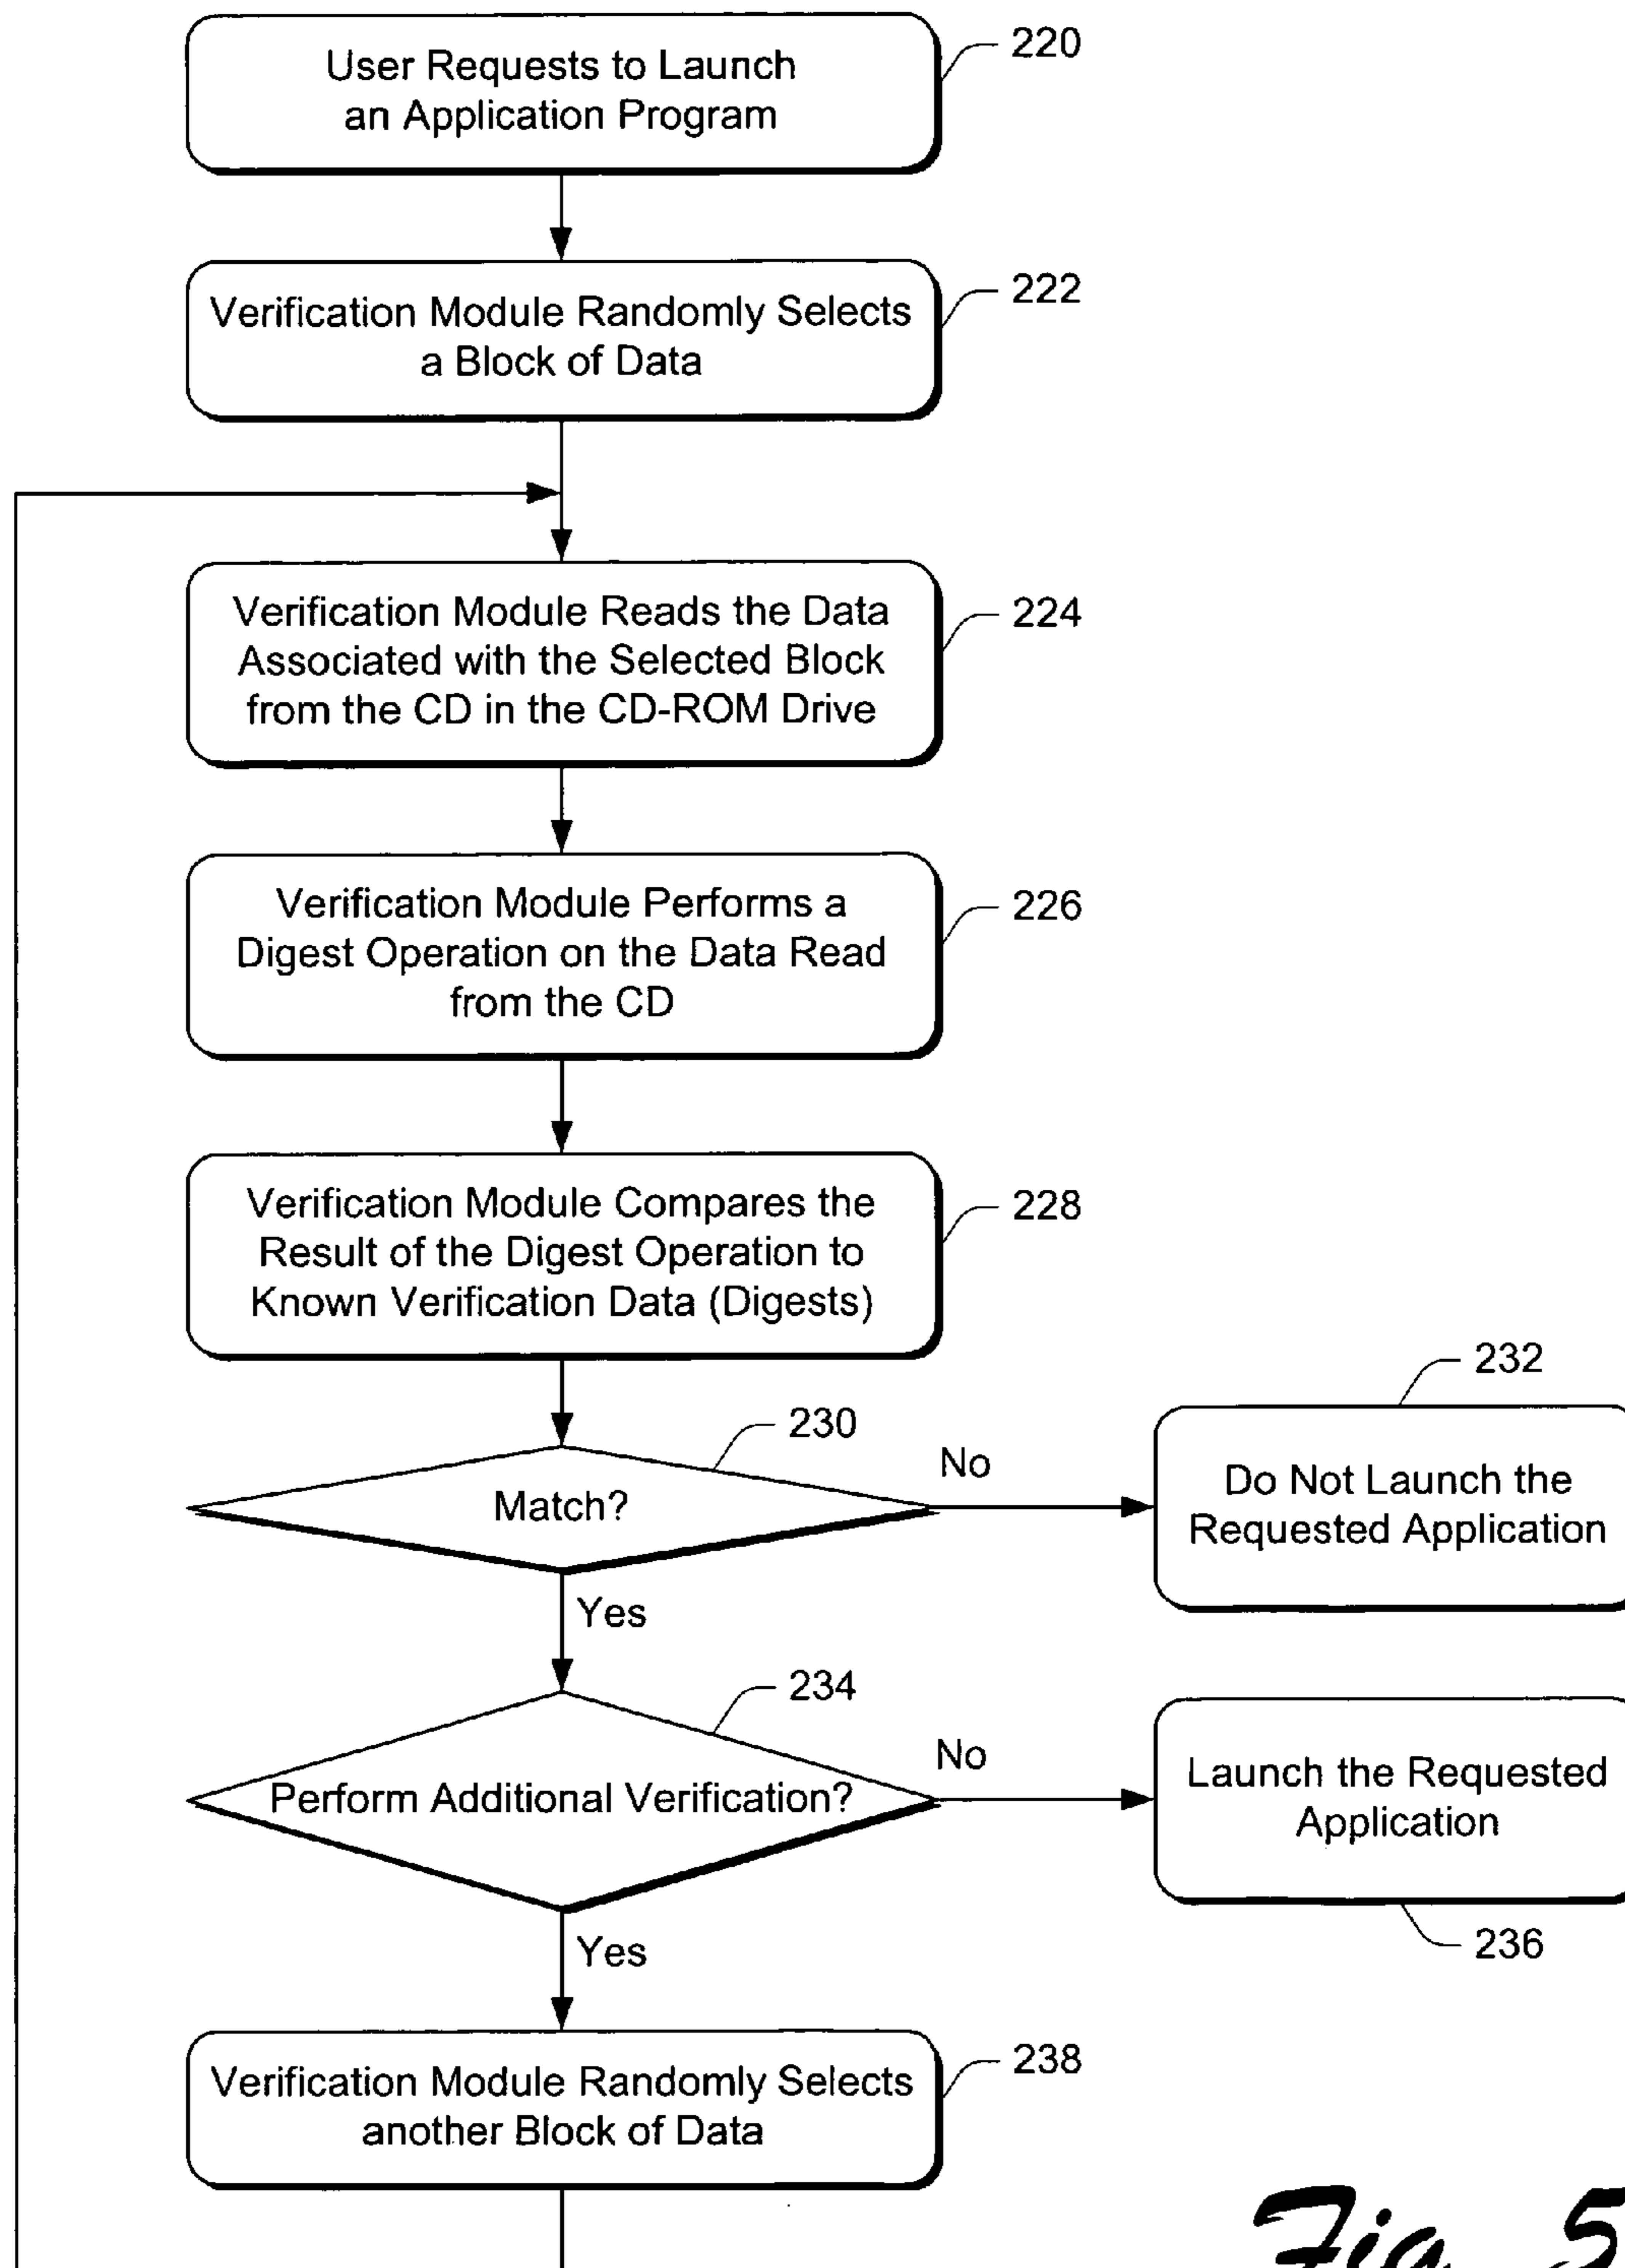 User Requests to Launch
an Application Program
220
Verification Module Randomly Selects
a Block of Data
222
Verification Module Reads the Data
Associated with the Selected Block
from the CD in the CD-ROM Drive
224
Verification Module Performs a
Digest Operation on the Data Read
from the CD
226
Verification Module Compares the
Result of the Digest Operation to
Known Verification Data (Digests)
228
230
Match?
No
232
Do Not Launch the
Requested Application
Yes
234
Perform Additional Verification?
No
Launch the Requested
Application
236
Yes
Verification Module Randomly Selects
another Block of Data
238
Fig. 5